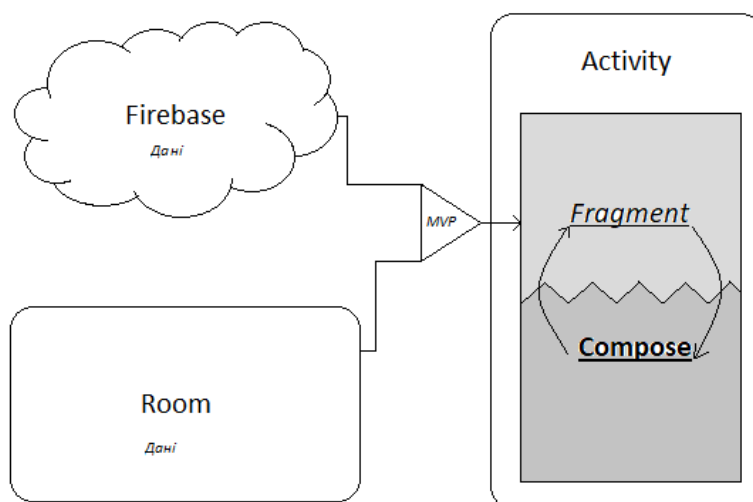 Firebase
Дані
Room
Дані
MVP
Activity
Fragment
Compose